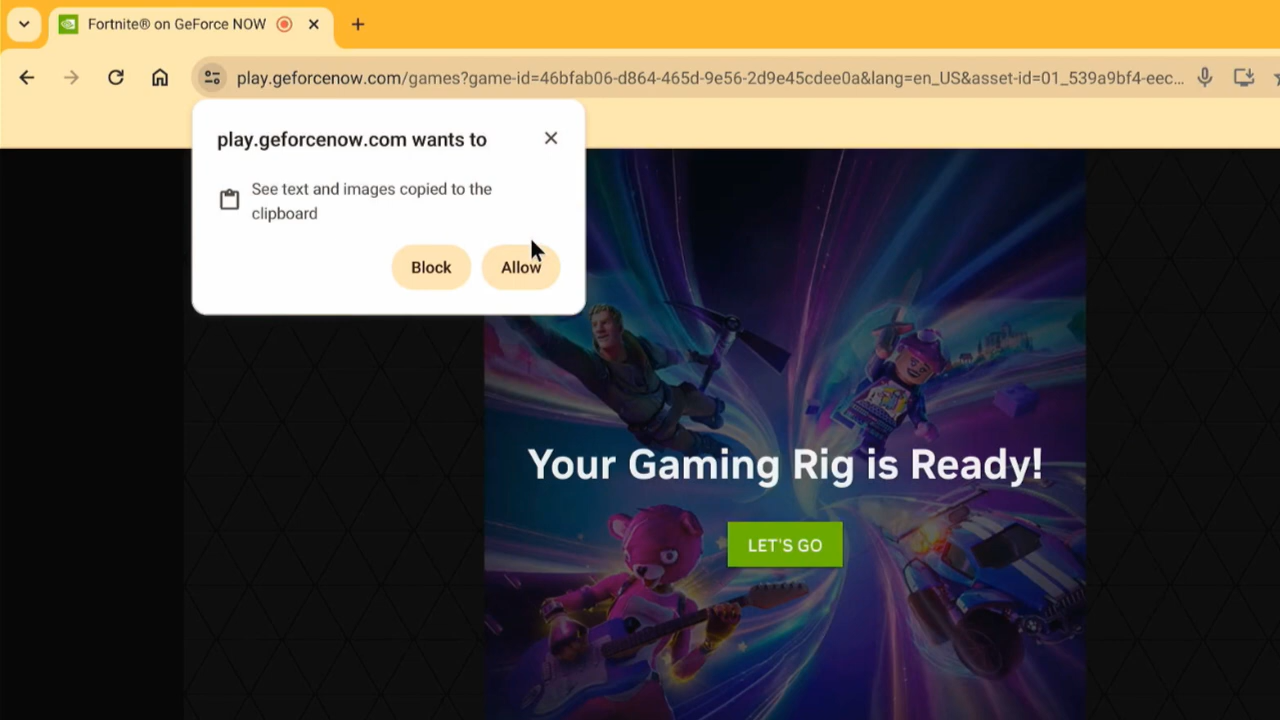 Fortnite® on GeForce NOW
play.geforcenow.com/games?game-id=46bfab06-d864-465d-9e56-2d9e45cdee0a&lang=en_US&asset-id=01_539a9bf4-eec...
play.geforcenow.com wants to
See text and images copied to the
clipboard
Block Allow
Your Gaming Rig is Ready!
LET'S GO